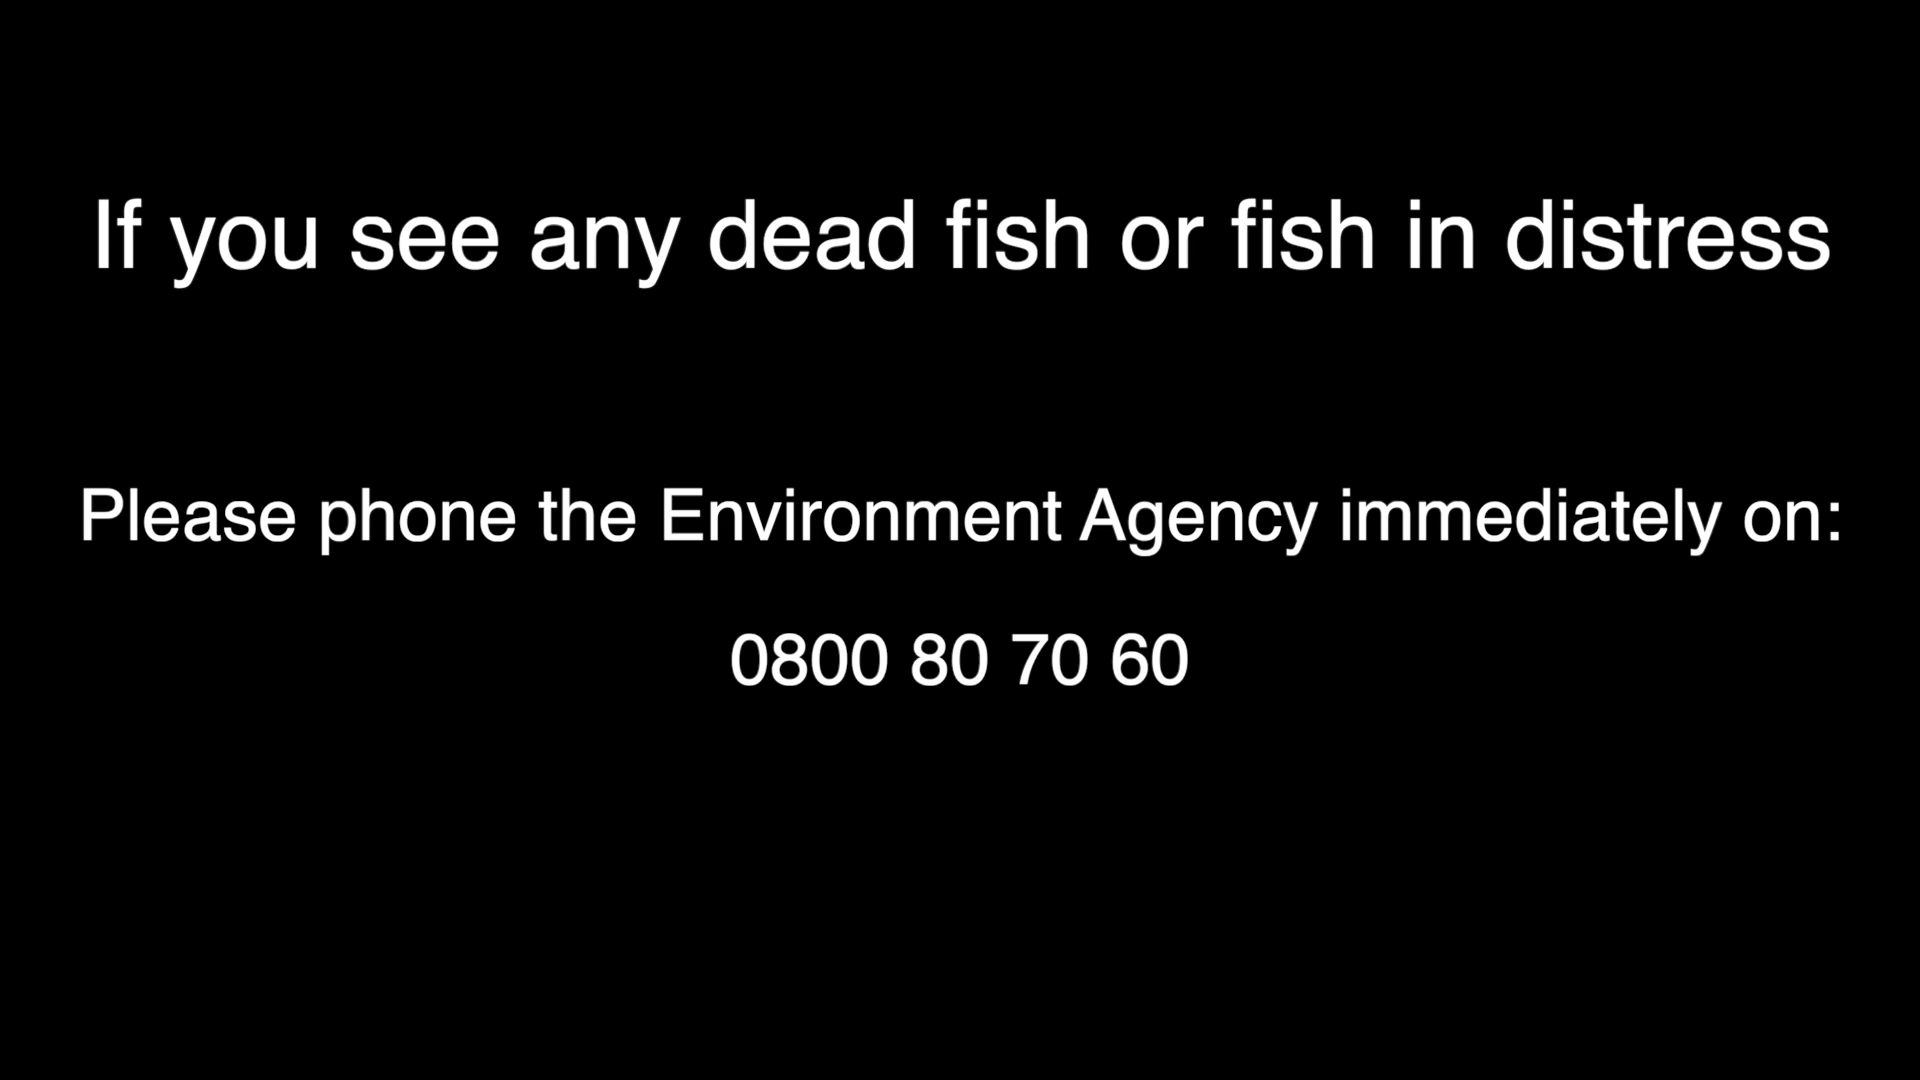 If you see any dead fish or fish in distress
Please phone the Environment Agency immediately on:
0800 80 70 60